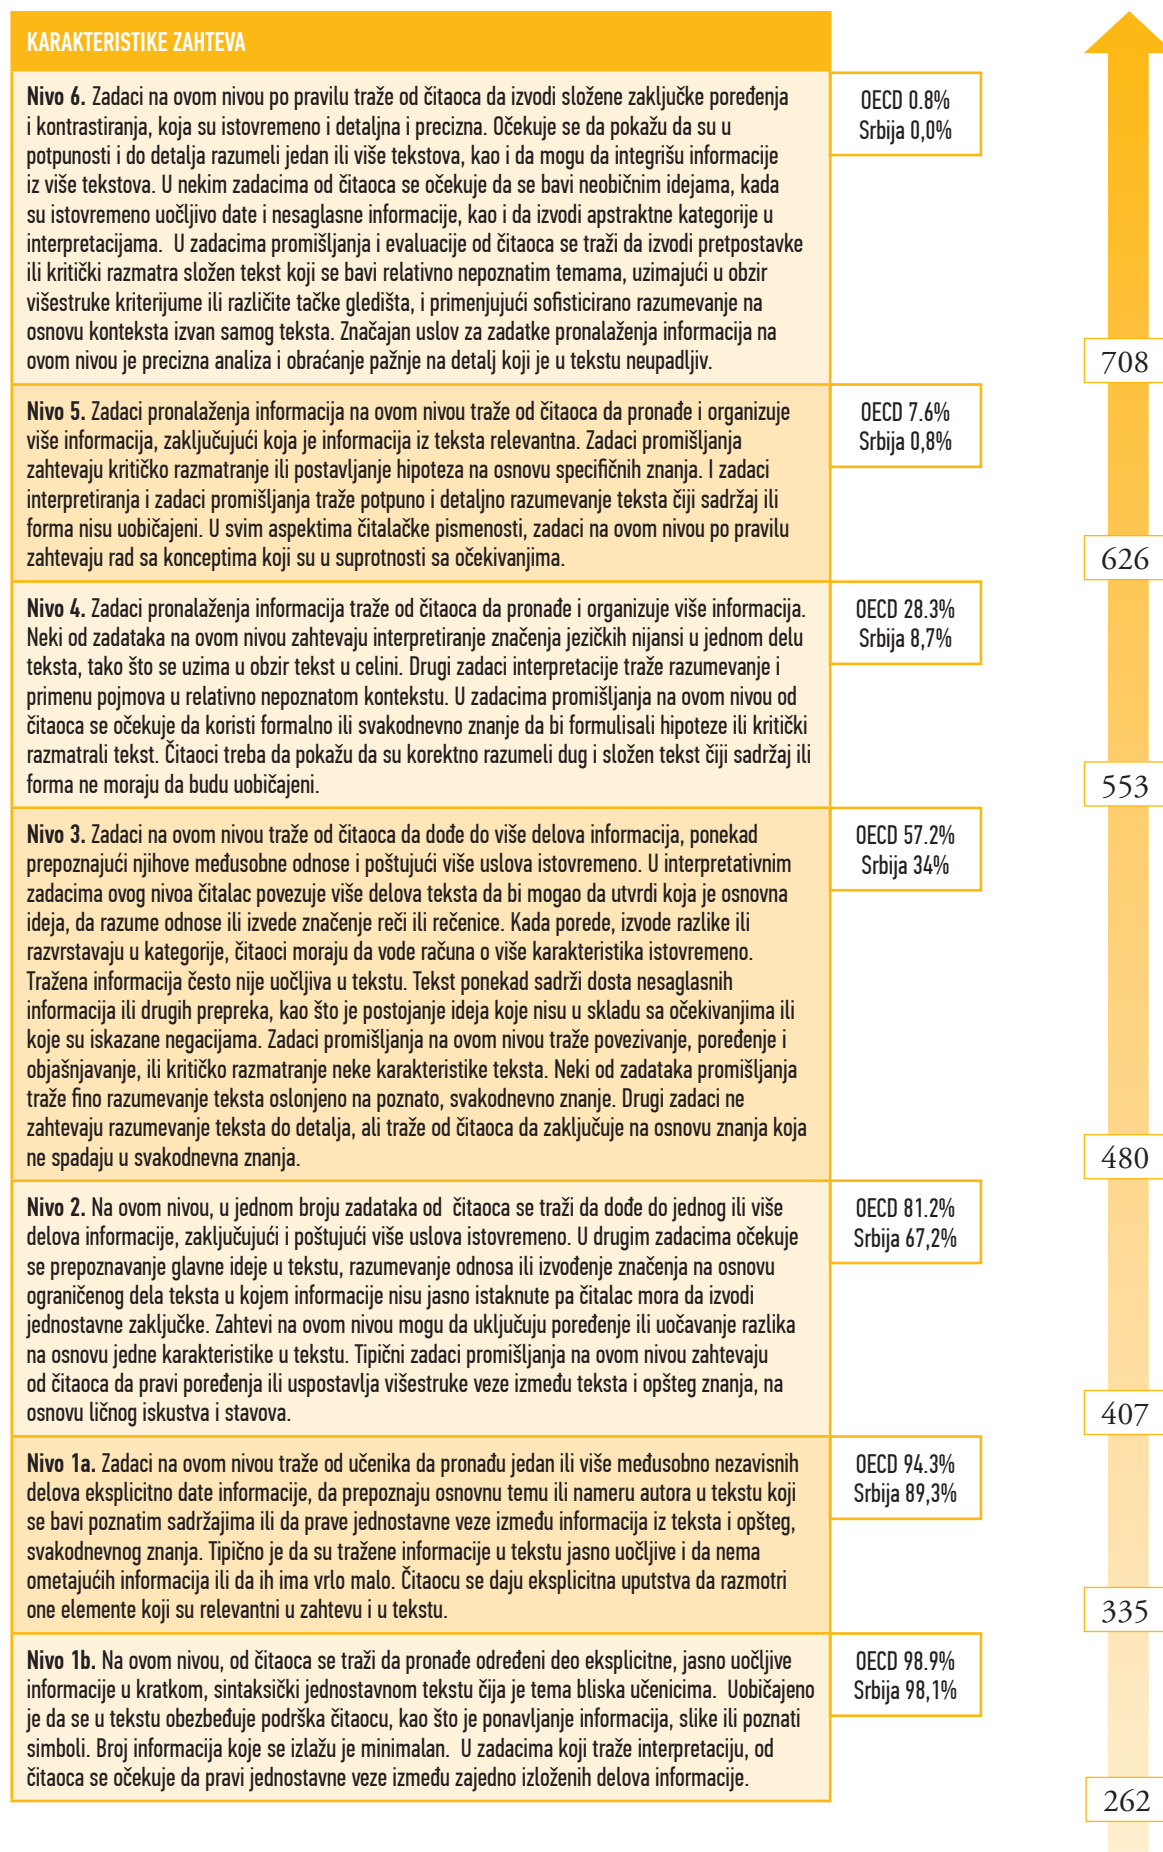 KARAKTERISTIKE ZAHTEVA
Nivo 6. Zadaci na ovom nivou po pravilu traže od čitaoca da izvodi složene zaključke poređenja
i kontrastiranja, koja su istovremeno i detaljna i precizna. Očekuje se da pokažu da su u
potpunosti i do detalja razumeli jedan ili više tekstova, kao i da mogu da integrišu informacije
iz više tekstova. U nekim zadacima od čitaoca se očekuje da se bavi neobičnim idejama, kada
su istovremeno uočljivo date i nesaglasne informacije, kao i da izvodi apstraktne kategorije u
interpretacijama.  U zadacima promišljanja i evaluacije od čitaoca se traži da izvodi pretpostavke
ili kritički razmatra složen tekst koji se bavi relativno nepoznatim temama, uzimajući u obzir
višestruke kriterijume ili različite tačke gledišta, i primenjujući sofisticirano razumevanje na
osnovu konteksta izvan samog teksta. Značajan uslov za zadatke pronalaženja informacija na
ovom nivou je precizna analiza i obraćanje pažnje na detalj koji je u tekstu neupadljiv.
OECD 0.8%
Srbija 0,0%
708
Nivo 5. Zadaci pronalaženja informacija na ovom nivou traže od čitaoca da pronađe i organizuje
više informacija, zaključujući koja je informacija iz teksta relevantna. Zadaci promišljanja
zahtevaju kritičko razmatranje ili postavljanje hipoteza na osnovu specifičnih znanja. I zadaci
interpretiranja i zadaci promišljanja traže potpuno i detaljno razumevanje teksta čiji sadržaj ili
forma nisu uobičajeni. U svim aspektima čitalačke pismenosti, zadaci na ovom nivou po pravilu
zahtevaju rad sa konceptima koji su u suprotnosti sa očekivanjima.
OECD 7.6%
Srbija 0,8%
626
Nivo 4. Zadaci pronalaženja informacija traže od čitaoca da pronađe i organizuje više informacija.
Neki od zadataka na ovom nivou zahtevaju interpretiranje značenja jezičkih nijansi u jednom delu
teksta, tako što se uzima u obzir tekst u celini. Drugi zadaci interpretacije traže razumevanje i
primenu pojmova u relativno nepoznatom kontekstu. U zadacima promišljanja na ovom nivou od
čitaoca se očekuje da koristi formalno ili svakodnevno znanje da bi formulisali hipoteze ili kritički
razmatrali tekst. Čitaoci treba da pokažu da su korektno razumeli dug i složen tekst čiji sadržaj ili
forma ne moraju da budu uobičajeni.
OECD 28.3%
Srbija 8,7%
553
Nivo 3. Zadaci na ovom nivou traže od čitaoca da dođe do više delova informacija, ponekad
prepoznajući njihove međusobne odnose i poštujući više uslova istovremeno. U interpretativnim
zadacima ovog nivoa čitalac povezuje više delova teksta da bi mogao da utvrdi koja je osnovna
ideja, da razume odnose ili izvede značenje reči ili rečenice. Kada porede, izvode razlike ili
razvrstavaju u kategorije, čitaoci moraju da vode računa o više karakteristika istovremeno.
Tražena informacija često nije uočljiva u tekstu. Tekst ponekad sadrži dosta nesaglasnih
informacija ili drugih prepreka, kao što je postojanje ideja koje nisu u skladu sa očekivanjima ili
koje su iskazane negacijama. Zadaci promišljanja na ovom nivou traže povezivanje, poređenje i
objašnjavanje, ili kritičko razmatranje neke karakteristike teksta. Neki od zadataka promišljanja
traže fino razumevanje teksta oslonjeno na poznato, svakodnevno znanje. Drugi zadaci ne
zahtevaju razumevanje teksta do detalja, ali traže od čitaoca da zaključuje na osnovu znanja koja
ne spadaju u svakodnevna znanja.
OECD 57.2%
Srbija 34%
480
Nivo 2. Na ovom nivou, u jednom broju zadataka od  čitaoca se traži da dođe do jednog ili više
delova informacije, zaključujući i poštujući više uslova istovremeno. U drugim zadacima očekuje
se prepoznavanje glavne ideje u tekstu, razumevanje odnosa ili izvođenje značenja na osnovu
ograničenog dela teksta u kojem informacije nisu jasno istaknute pa čitalac mora da izvodi
jednostavne zaključke. Zahtevi na ovom nivou mogu da uključuju poređenje ili uočavanje razlika
na osnovu jedne karakteristike u tekstu. Tipični zadaci promišljanja na ovom nivou zahtevaju
od čitaoca da pravi poređenja ili uspostavlja višestruke veze između teksta i opšteg znanja, na
osnovu ličnog iskustva i stavova.
OECD 81.2%
Srbija 67,2%
407
Nivo 1a. Zadaci na ovom nivou traže od učenika da pronađu jedan ili više međusobno nezavisnih
delova eksplicitno date informacije, da prepoznaju osnovnu temu ili nameru autora u tekstu koji
se bavi poznatim sadržajima ili da prave jednostavne veze između informacija iz teksta i opšteg,
svakodnevnog znanja. Tipično je da su tražene informacije u tekstu jasno uočljive i da nema
ometajućih informacija ili da ih ima vrlo malo. Čitaocu se daju eksplicitna uputstva da razmotri
one elemente koji su relevantni u zahtevu i u tekstu.
OECD 94.3%
Srbija 89,3%
335
Nivo 1b. Na ovom nivou, od čitaoca se traži da pronađe određeni deo eksplicitne, jasno uočljive
informacije u kratkom, sintaksički jednostavnom tekstu čija je tema bliska učenicima.  Uobičajeno
je da se u tekstu obezbeđuje podrška čitaocu, kao što je ponavljanje informacija, slike ili poznati
simboli. Broj informacija koje se izlažu je minimalan.  U zadacima koji traže interpretaciju, od
čitaoca se očekuje da pravi jednostavne veze između zajedno izloženih delova informacije.
OECD 98.9%
Srbija 98,1%
262